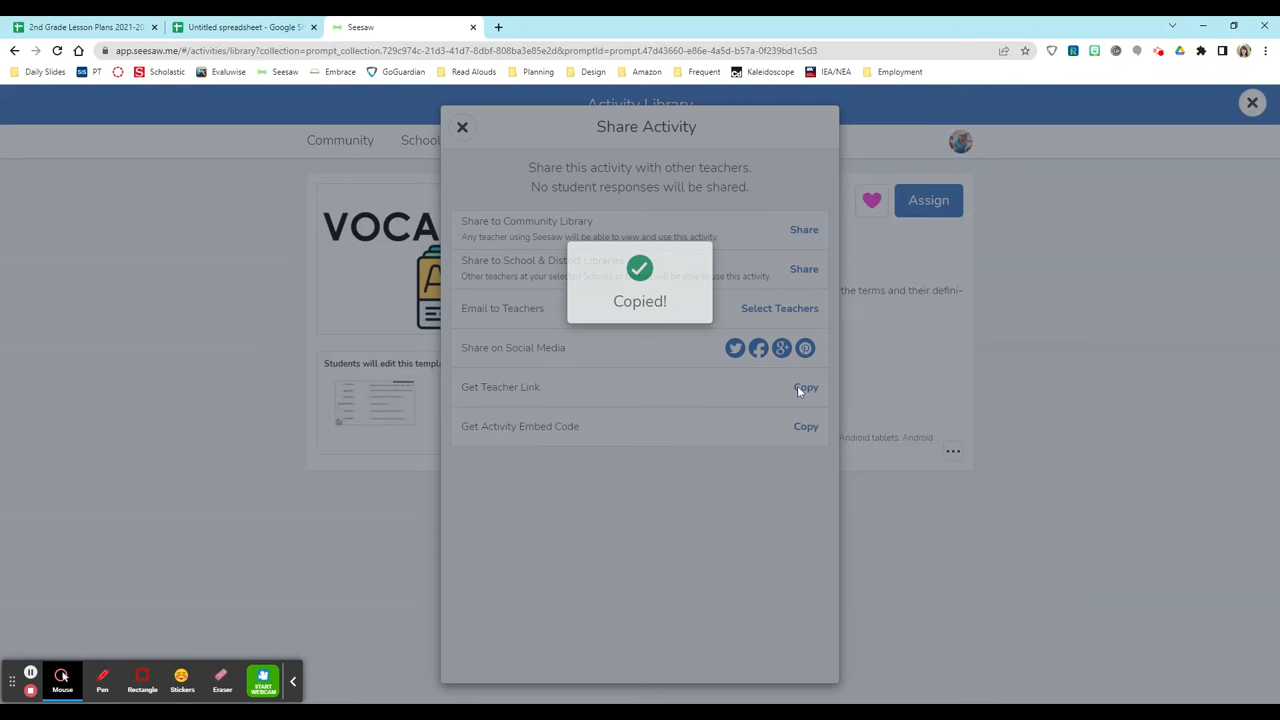 2nd Grade Lesson Plans 2021-20
Untitled spreadsheet - Google S
Seesaw
app.seesaw.me/#/activities/library?collection=prompt_collection.729c974c-21d3-41d7-8dbf-808ba3e85e2d&promptId=prompt.47d43660-e86e-4a5d-b57a-0f239bd1c5d3
Daily Slides
PT
Scholastic
Evaluwise
Seesaw
Embrace
GoGuardian
Read Alouds
Planning
Design
Amazon
Frequent
Kaleidoscope
IEA/NEA
Employment
Activity Library
Community
School
Share Activity
Share this activity with other teachers.
No student responses will be shared.
Share to Community Library
Any teacher using Seesaw will be able to view and use this activity.
Share
Share to School & District Libraries
Other teachers at your selected Schools or will be able to use this activity.
Share
Email to Teachers
Select Teachers
Share on Social Media
Get Teacher Link
Copy
Get Activity Embed Code
Copy
Copied!
VOCA
Assign
the terms and their defini-
Students will edit this templa
Android tablets, Android
Mouse
Pen
Rectangle
Stickers
Eraser
START
WEBCAM